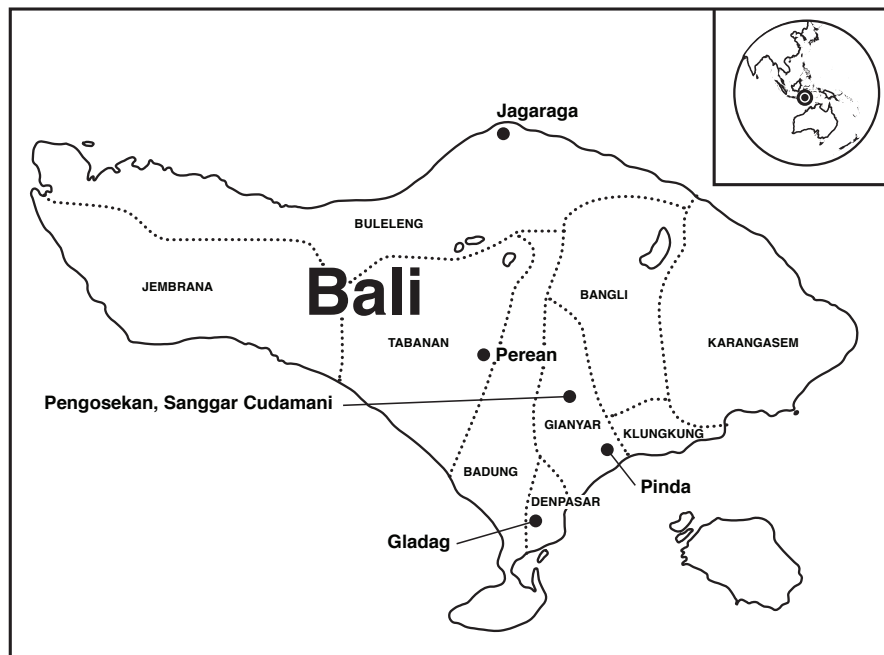 Jagaraga
BULELENG
JEMBRANA
Bali
BANGLI
TABANAN
KARANGASEM
Perean
Pengosekan, Sanggar Cudamani
GIANYAR
KLUNGKUNG
BADUNG
Pinda
DENPASAR
Gladag